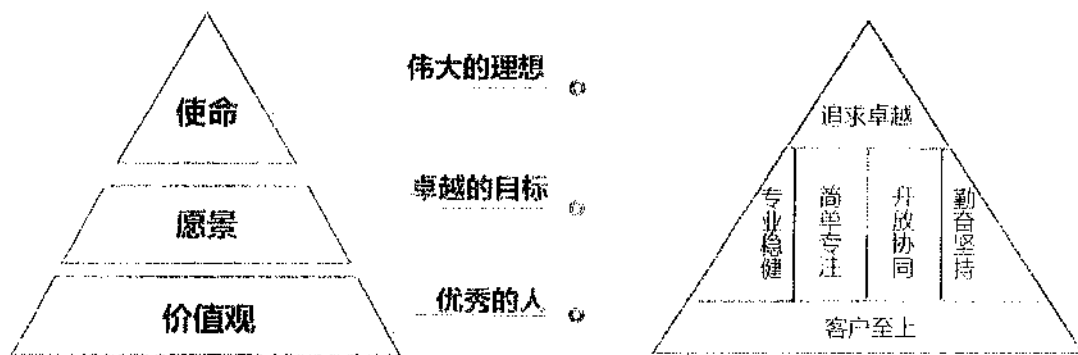 使命
愿景
价值观
伟大的理想
卓越的目标
优秀的人
追求卓越
专业稳健
简单专注
开放协同
勤奋坚持
客户至上